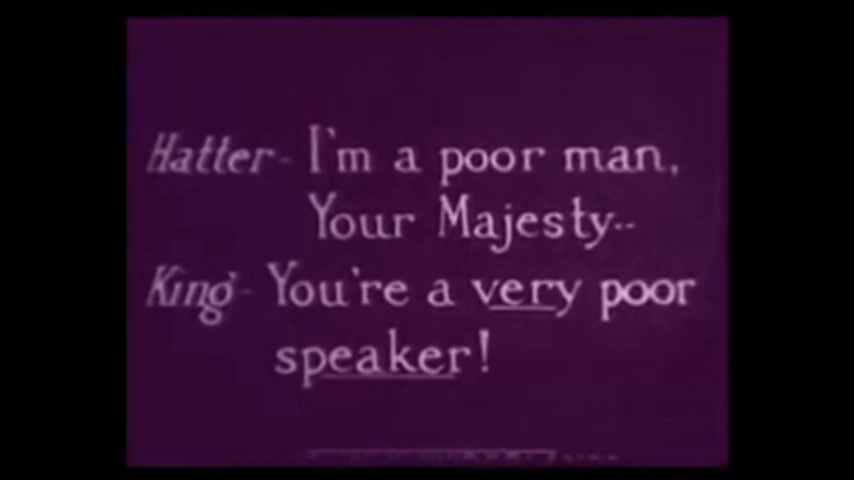 Hatter- I'm a poor man,
Your Majesty--
King- You're a very poor
speaker!